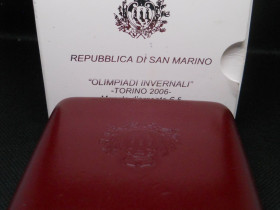 REPUBBLICA DI SAN MARINO
"OLIMPIADI INVERNALI"
-TORINO 2006-